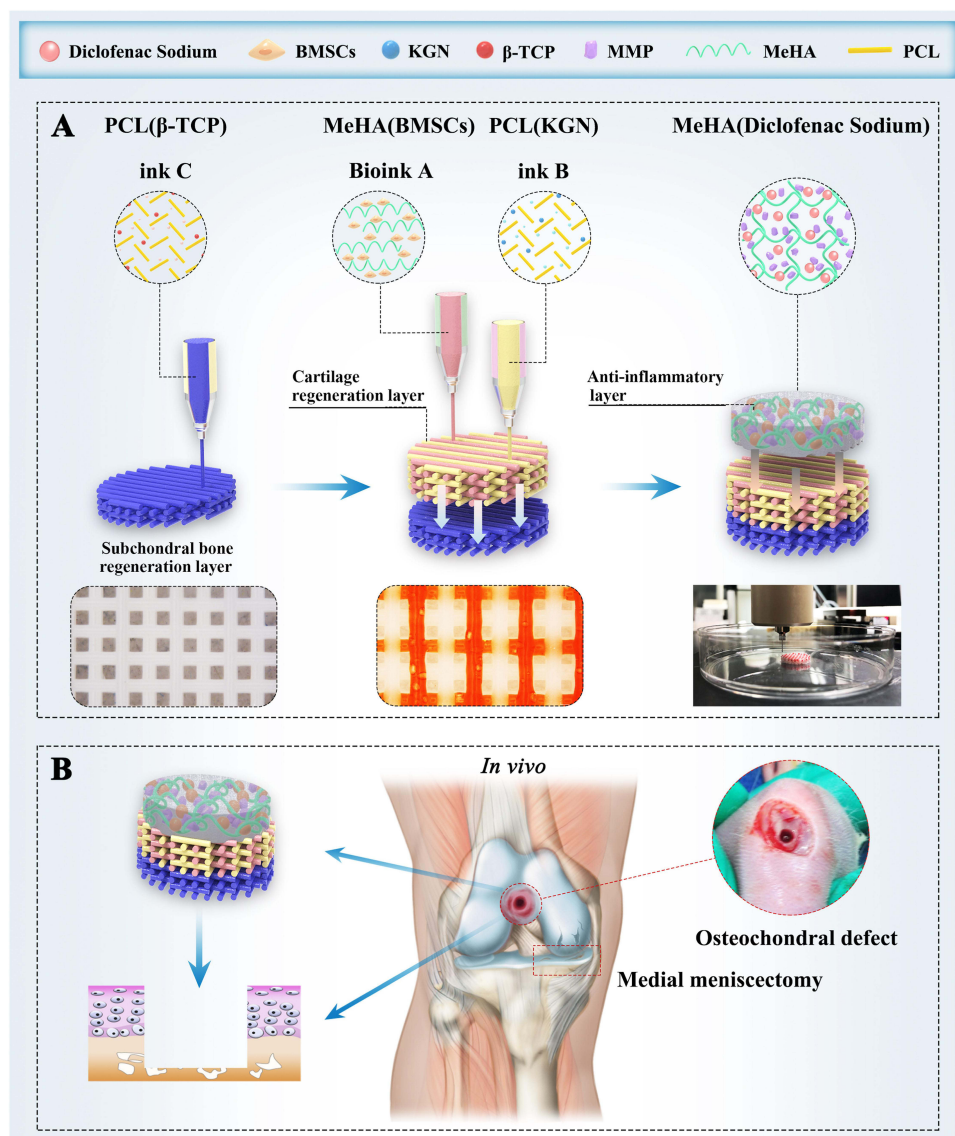 Diclofenac Sodium BMSCs KGN β-TCP MMP MeHA PCL
A
PCL(β-TCP) MeHA(BMSCs) PCL(KGN) MeHA(Diclofenac Sodium)
ink C Bioink A ink B
Cartilage
regeneration layer
Anti-inflammatory
layer
Subchondral bone
regeneration layer
B
In vivo
Osteochondral defect
Medial meniscectomy